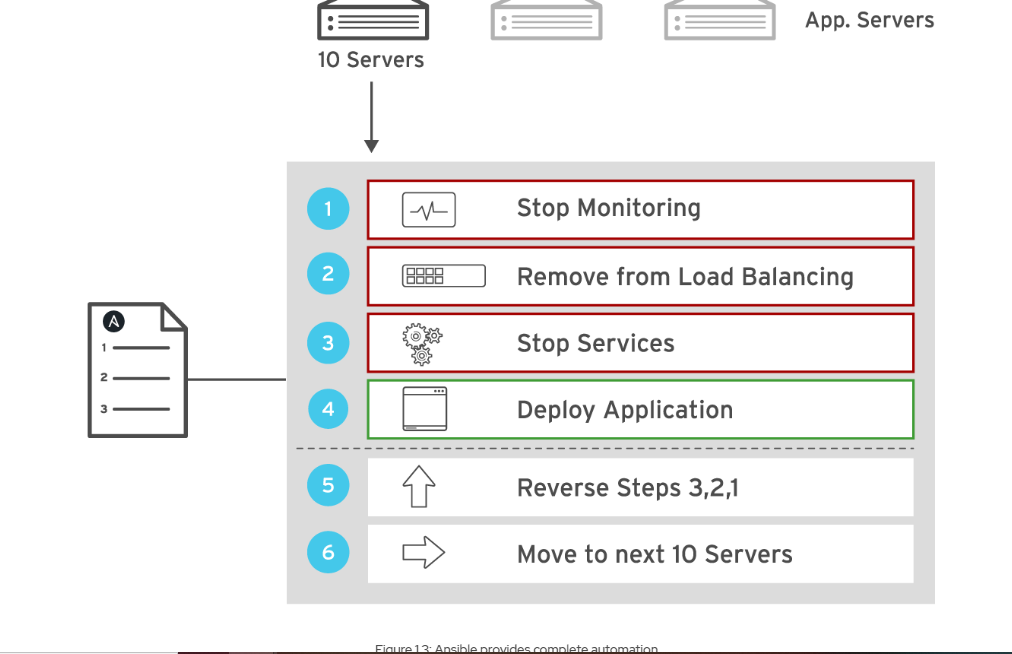 App. Servers
10 Servers
1 Stop Monitoring
2 Remove from Load Balancing
3 Stop Services
4 Deploy Application
5 Reverse Steps 3,2,1
6 Move to next 10 Servers
A
1
2
3
Figure 1.3: Ansible provides complete automation